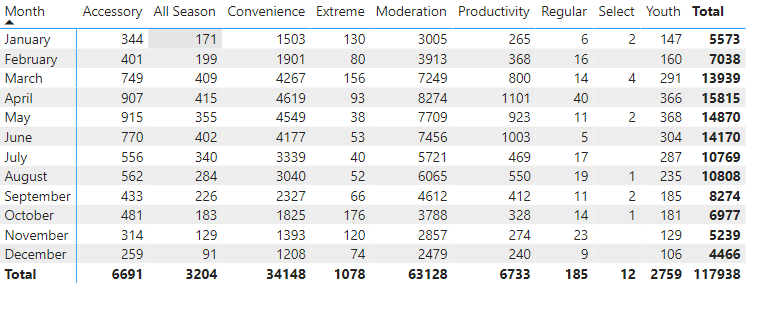 Month Accessory All Season Convenience Extreme Moderation Productivity Regular Select Youth Total
January 344 171 1503 130 3005 265 6 2 147 5573
February 401 199 1901 80 3913 368 16 160 7038
March 749 409 4267 156 7249 800 14 4 291 13939
April 907 415 4619 93 8274 1101 40 366 15815
May 915 355 4549 38 7709 923 11 2 368 14870
June 770 402 4177 53 7456 1003 5 304 14170
July 556 340 3339 40 5721 469 17 287 10769
August 562 284 3040 52 6065 550 19 1 235 10808
September 433 226 2327 66 4612 412 11 2 185 8274
October 481 183 1825 176 3788 328 14 1 181 6977
November 314 129 1393 120 2857 274 23 129 5239
December 259 91 1208 74 2479 240 9 106 4466
Total 6691 3204 34148 1078 63128 6733 185 12 2759 117938